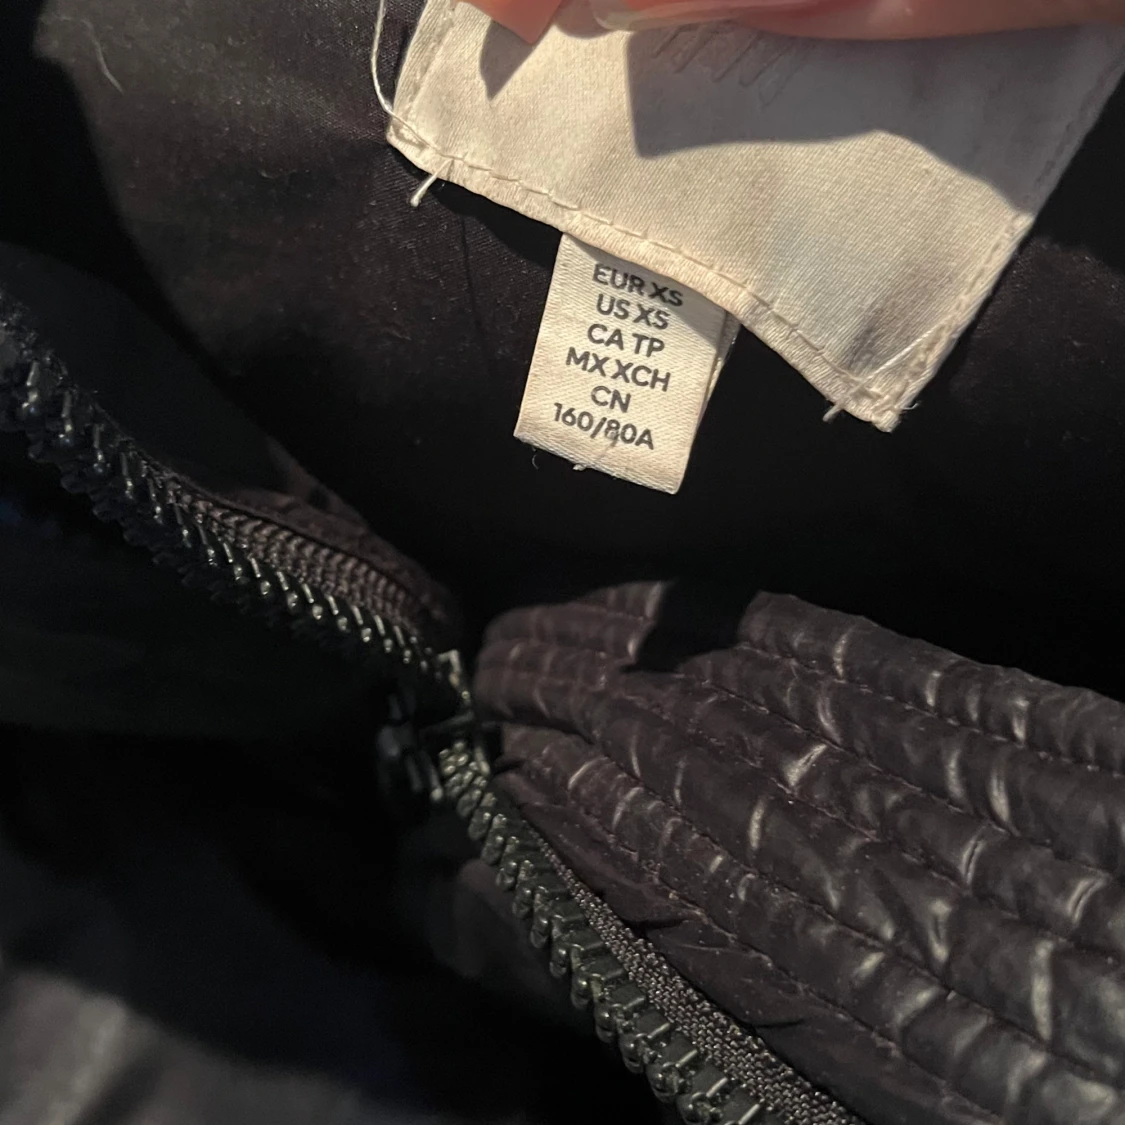 EUR XS
US XS
CA TP
MX XCH
CN
160/80A